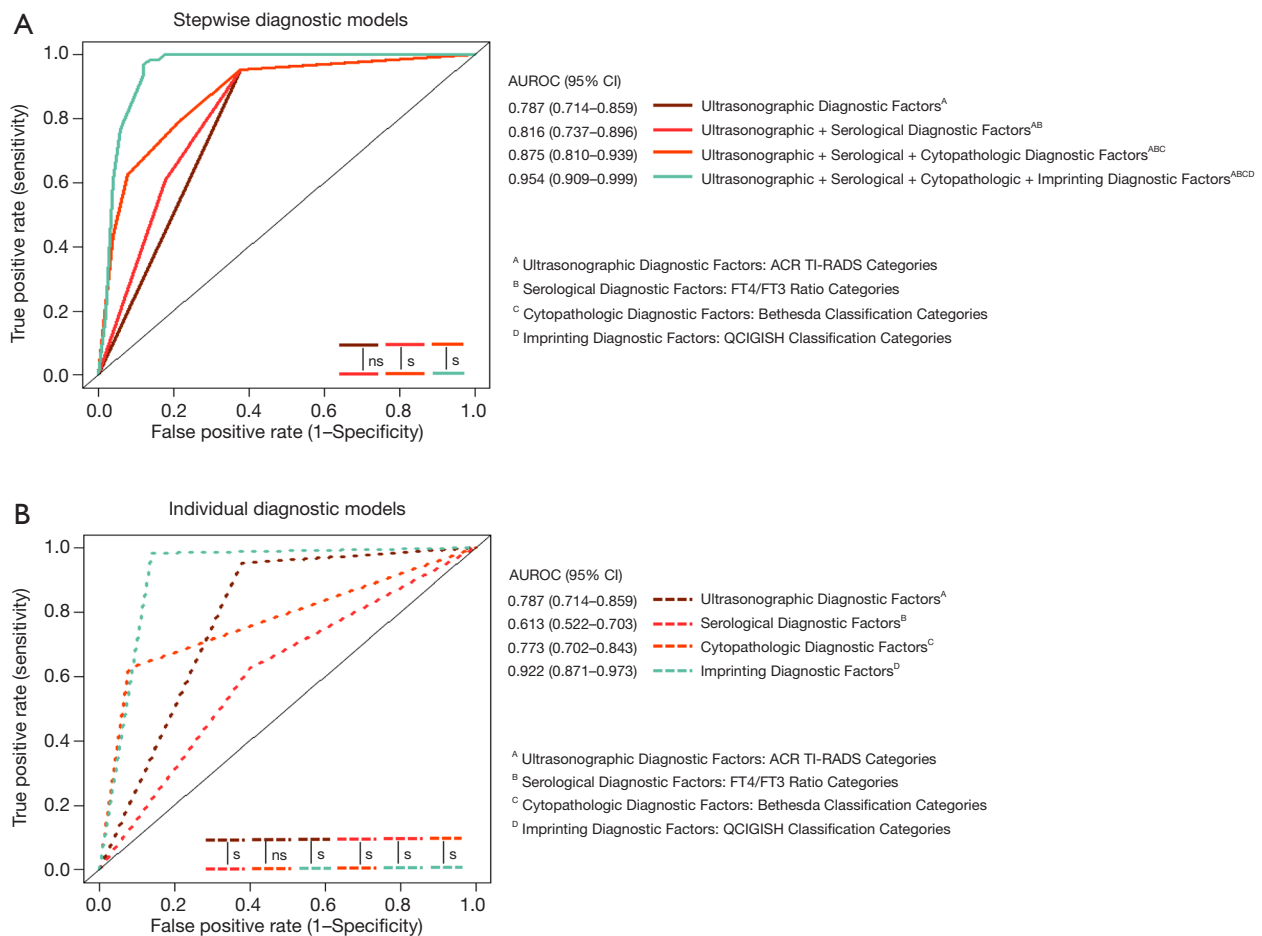 A
Stepwise diagnostic models
True positive rate (sensitivity)
1.0
0.8
0.6
0.4
0.2
0.0
0.0 0.2 0.4 0.6 0.8 1.0
False positive rate (1–Specificity)
ns s s
AUROC (95% CI)
0.787 (0.714–0.859) Ultrasonographic Diagnostic FactorsA
0.816 (0.737–0.896) Ultrasonographic + Serological Diagnostic FactorsAB
0.875 (0.810–0.939) Ultrasonographic + Serological + Cytopathologic Diagnostic FactorsABC
0.954 (0.909–0.999) Ultrasonographic + Serological + Cytopathologic + Imprinting Diagnostic FactorsABCD
A Ultrasonographic Diagnostic Factors: ACR TI-RADS Categories
B Serological Diagnostic Factors: FT4/FT3 Ratio Categories
C Cytopathologic Diagnostic Factors: Bethesda Classification Categories
D Imprinting Diagnostic Factors: QCIGISH Classification Categories
B
Individual diagnostic models
True positive rate (sensitivity)
1.0
0.8
0.6
0.4
0.2
0.0
0.0 0.2 0.4 0.6 0.8 1.0
False positive rate (1–Specificity)
s ns s s s s
AUROC (95% CI)
0.787 (0.714–0.859) Ultrasonographic Diagnostic FactorsA
0.613 (0.522–0.703) Serological Diagnostic FactorsB
0.773 (0.702–0.843) Cytopathologic Diagnostic FactorsC
0.922 (0.871–0.973) Imprinting Diagnostic FactorsD
A Ultrasonographic Diagnostic Factors: ACR TI-RADS Categories
B Serological Diagnostic Factors: FT4/FT3 Ratio Categories
C Cytopathologic Diagnostic Factors: Bethesda Classification Categories
D Imprinting Diagnostic Factors: QCIGISH Classification Categories